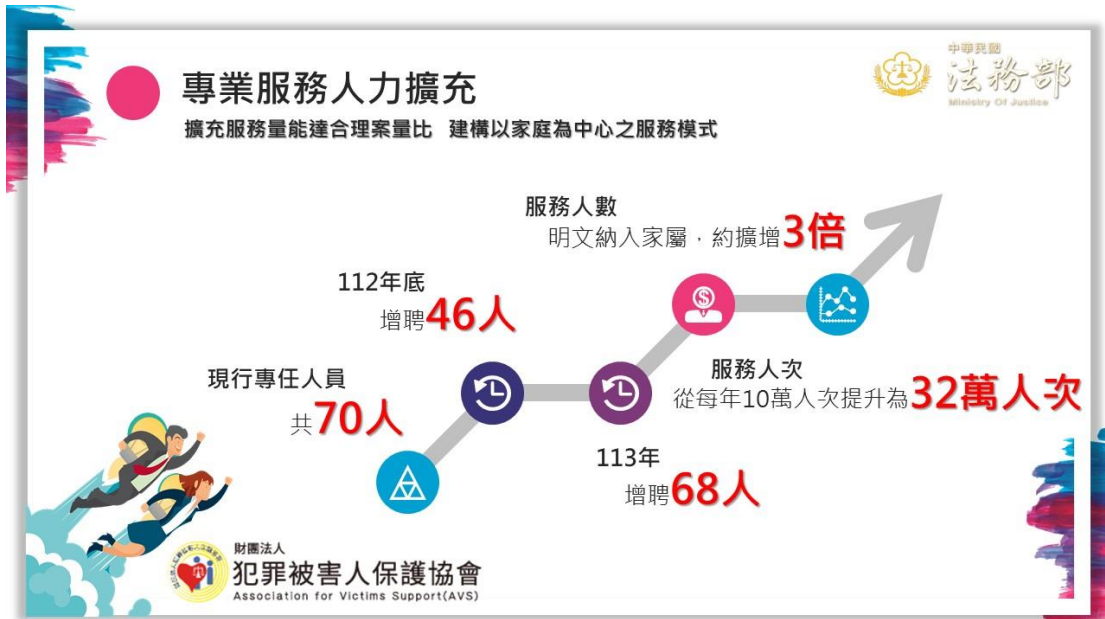 專業服務人力擴充
擴充服務量能達合理案量比 建構以家庭為中心之服務模式
中華民國
法務部
Ministry Of Justice
服務人數
明文納入家屬，約擴增3倍
112年底
增聘46人
現行專任人員
共70人
服務人次
從每年10萬人次提升為32萬人次
113年
增聘68人
財團法人
犯罪被害人保護協會
Association for Victims Support(AVS)